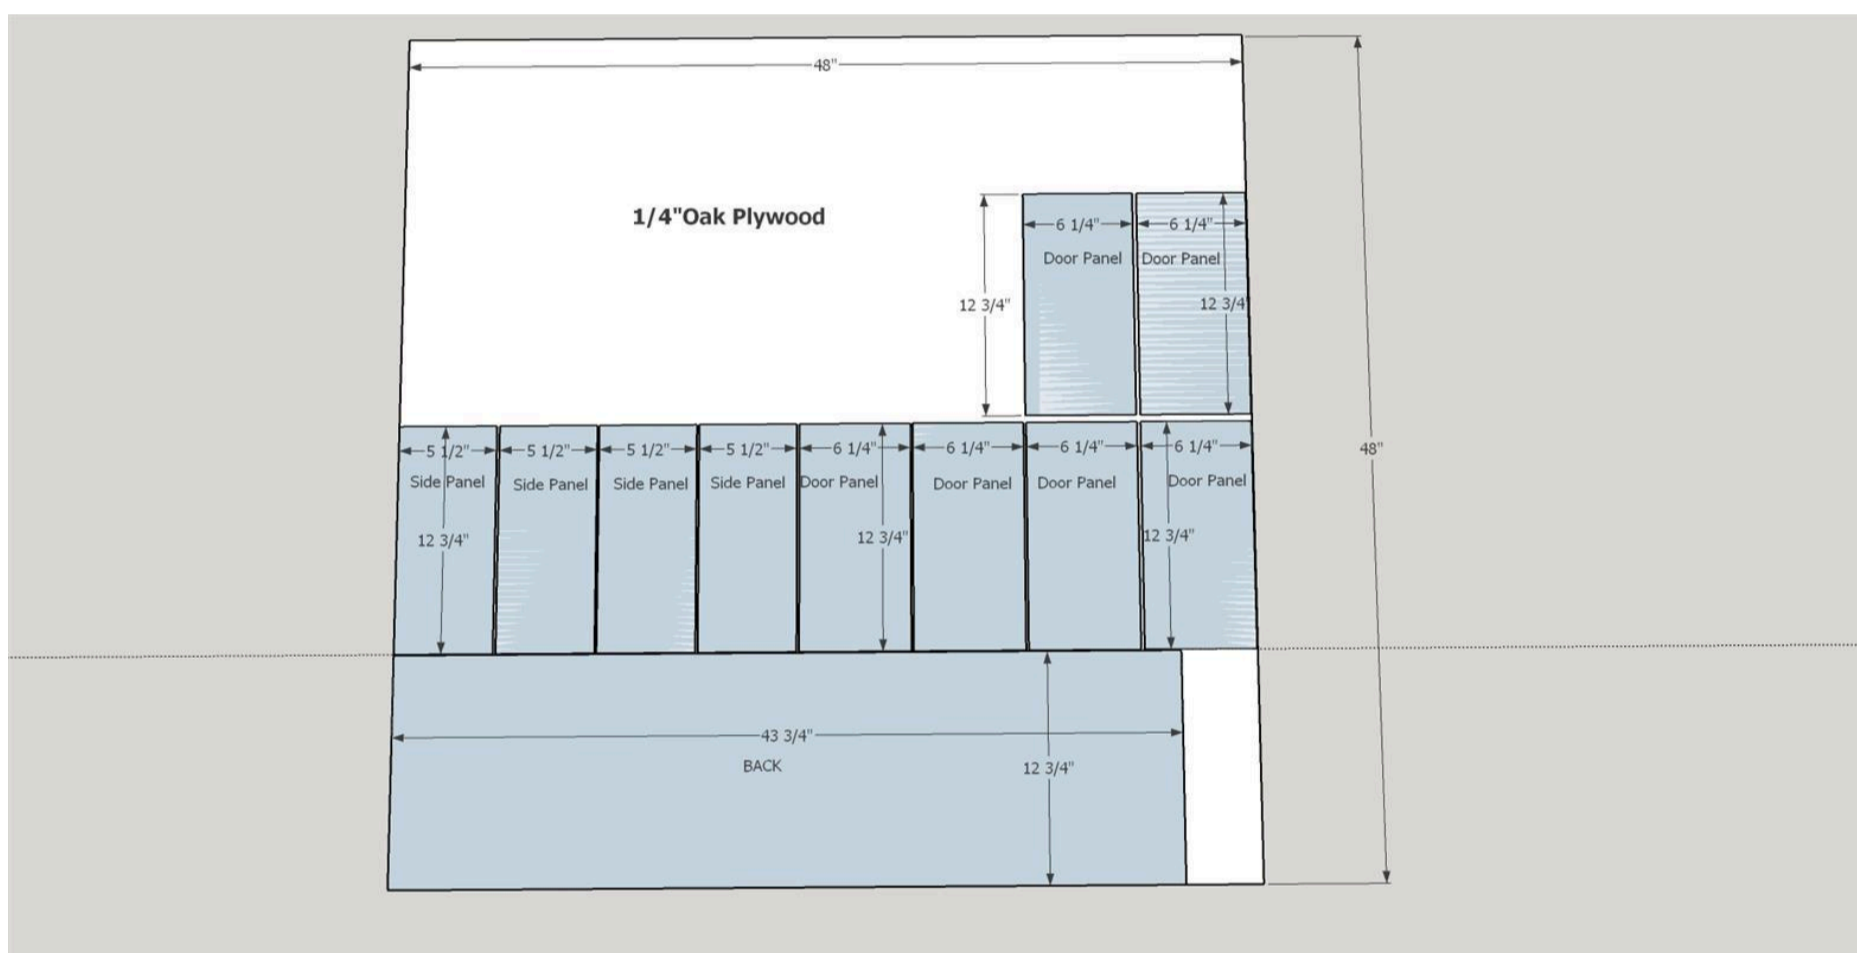 48"
1/4"Oak Plywood
6 1/4" 6 1/4"
Door Panel Door Panel
12 3/4" 12 3/4"
48"
5 1/2" 5 1/2" 5 1/2" 5 1/2" 6 1/4" 6 1/4" 6 1/4" 6 1/4"
Side Panel Side Panel Side Panel Side Panel Door Panel Door Panel Door Panel Door Panel
12 3/4" 12 3/4" 12 3/4"
43 3/4"
BACK 12 3/4"